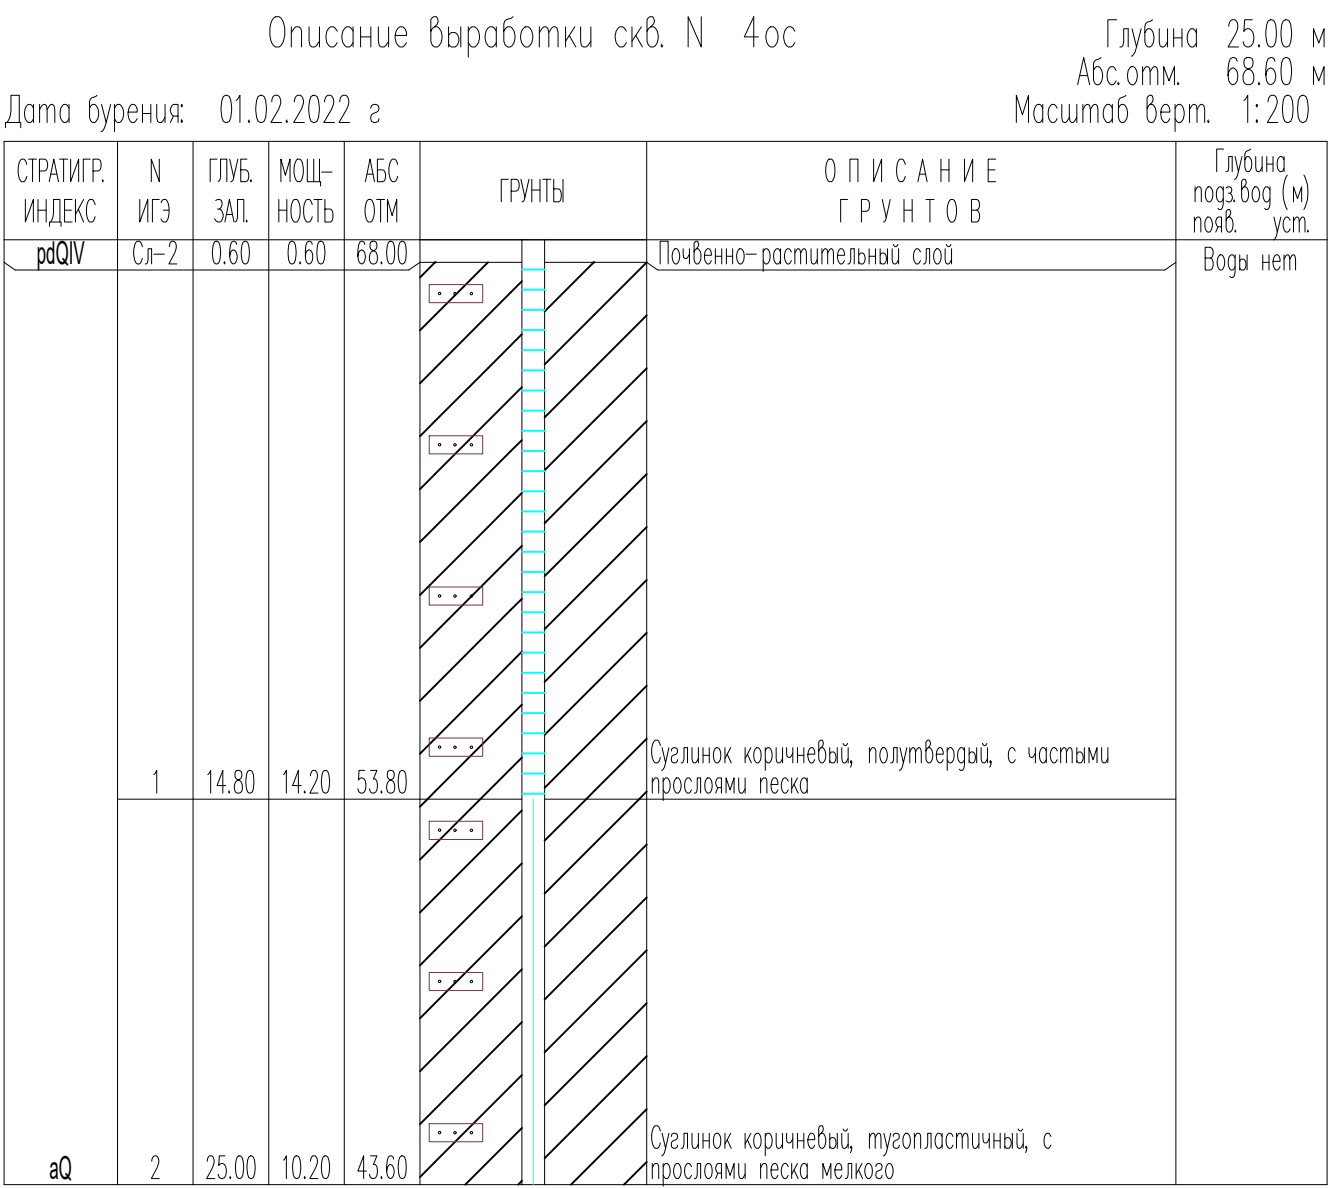 Описание выработки скв. N 4ос
Глубина 25.00 м
Абс.отм. 68.60 м
Дата бурения: 01.02.2022 г
Масштаб верт. 1:200
СТРАТИГР. ИНДЕКС
N ИГЭ
ГЛУБ. ЗАЛ.
МОЩ– НОСТЬ
АБС ОТМ
ГРУНТЫ
ОПИСАНИЕ
ГРУНТОВ
Глубина
подз.вод (м)
появ. уст.
pdQIV Сл–2 0.60 0.60 68.00 Почвенно–растительный слой
Воды нет
Суглинок коричневый, полутвердый, с частыми
1 14.80 14.20 53.80 прослоями песка
Суглинок коричневый, тугопластичный, с
aQ 2 25.00 10.20 43.60 прослоями песка мелкого